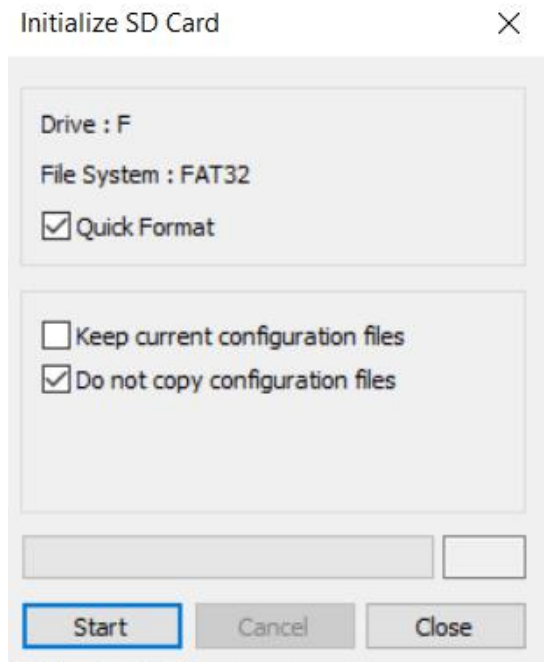 Initialize SD Card
Drive : F
File System : FAT32
Quick Format
Keep current configuration files
Do not copy configuration files
Start
Cancel
Close